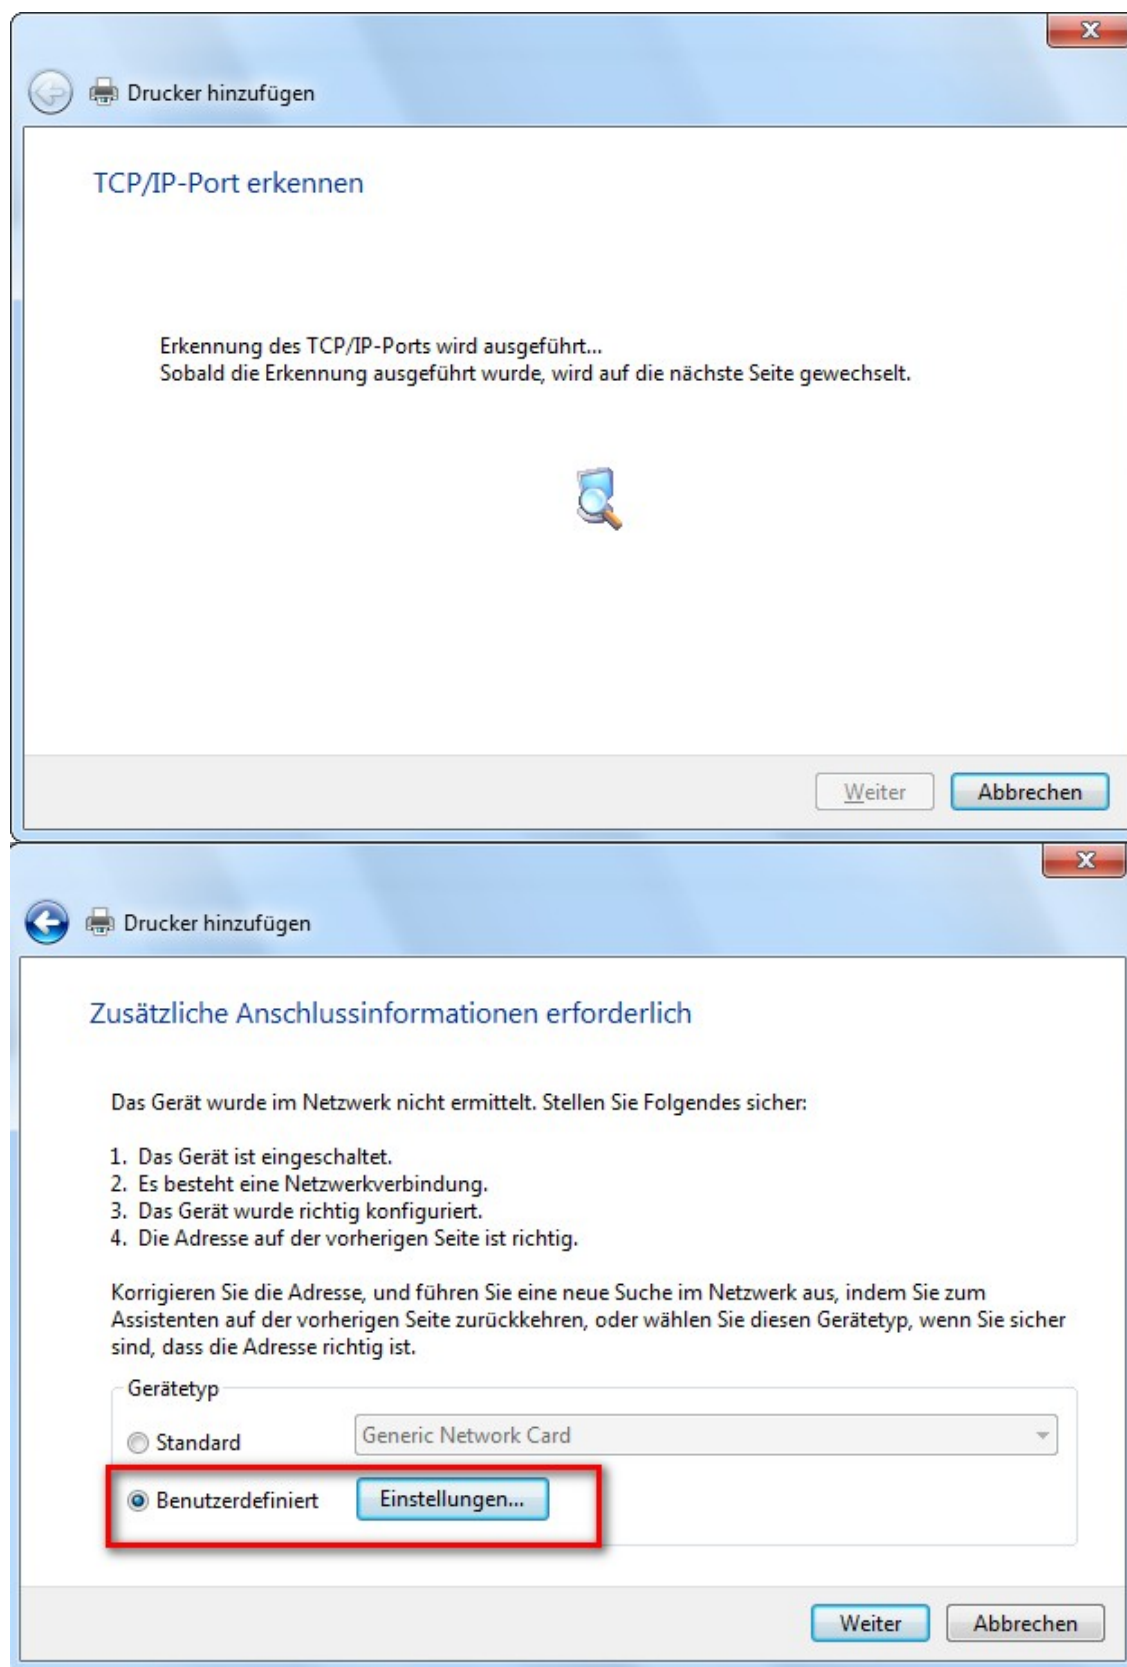 Drucker hinzufügen
TCP/IP-Port erkennen
Erkennung des TCP/IP-Ports wird ausgeführt...
Sobald die Erkennung ausgeführt wurde, wird auf die nächste Seite gewechselt.
Weiter
Abbrechen
Drucker hinzufügen
Zusätzliche Anschlussinformationen erforderlich
Das Gerät wurde im Netzwerk nicht ermittelt. Stellen Sie Folgendes sicher:
1. Das Gerät ist eingeschaltet.
2. Es besteht eine Netzwerkverbindung.
3. Das Gerät wurde richtig konfiguriert.
4. Die Adresse auf der vorherigen Seite ist richtig.
Korrigieren Sie die Adresse, und führen Sie eine neue Suche im Netzwerk aus, indem Sie zum
Assistenten auf der vorherigen Seite zurückkehren, oder wählen Sie diesen Gerätetyp, wenn Sie sicher
sind, dass die Adresse richtig ist.
Gerätetyp
Standard
Generic Network Card
Benutzerdefiniert
Einstellungen...
Weiter
Abbrechen